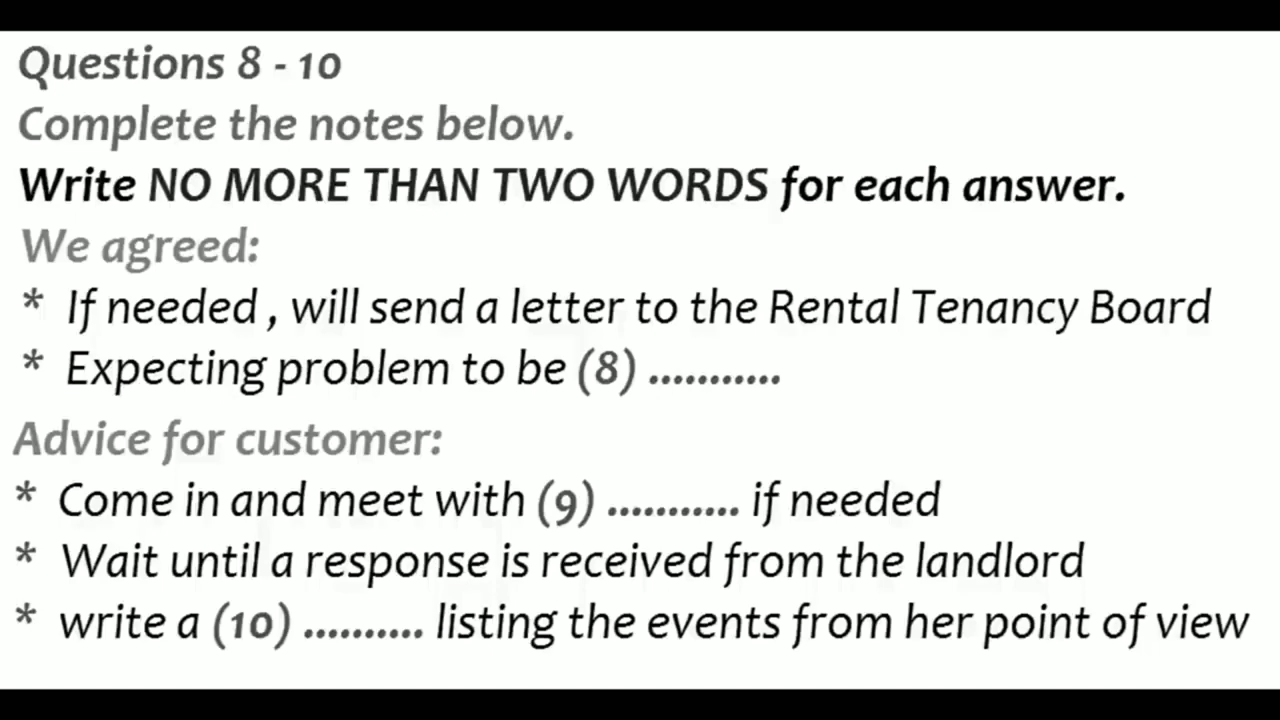 Questions 8 - 10
Complete the notes below.
Write NO MORE THAN TWO WORDS for each answer.
We agreed:
* If needed , will send a letter to the Rental Tenancy Board
* Expecting problem to be (8) ............
Advice for customer:
* Come in and meet with (9) ............ if needed
* Wait until a response is received from the landlord
* write a (10) .......... listing the events from her point of view